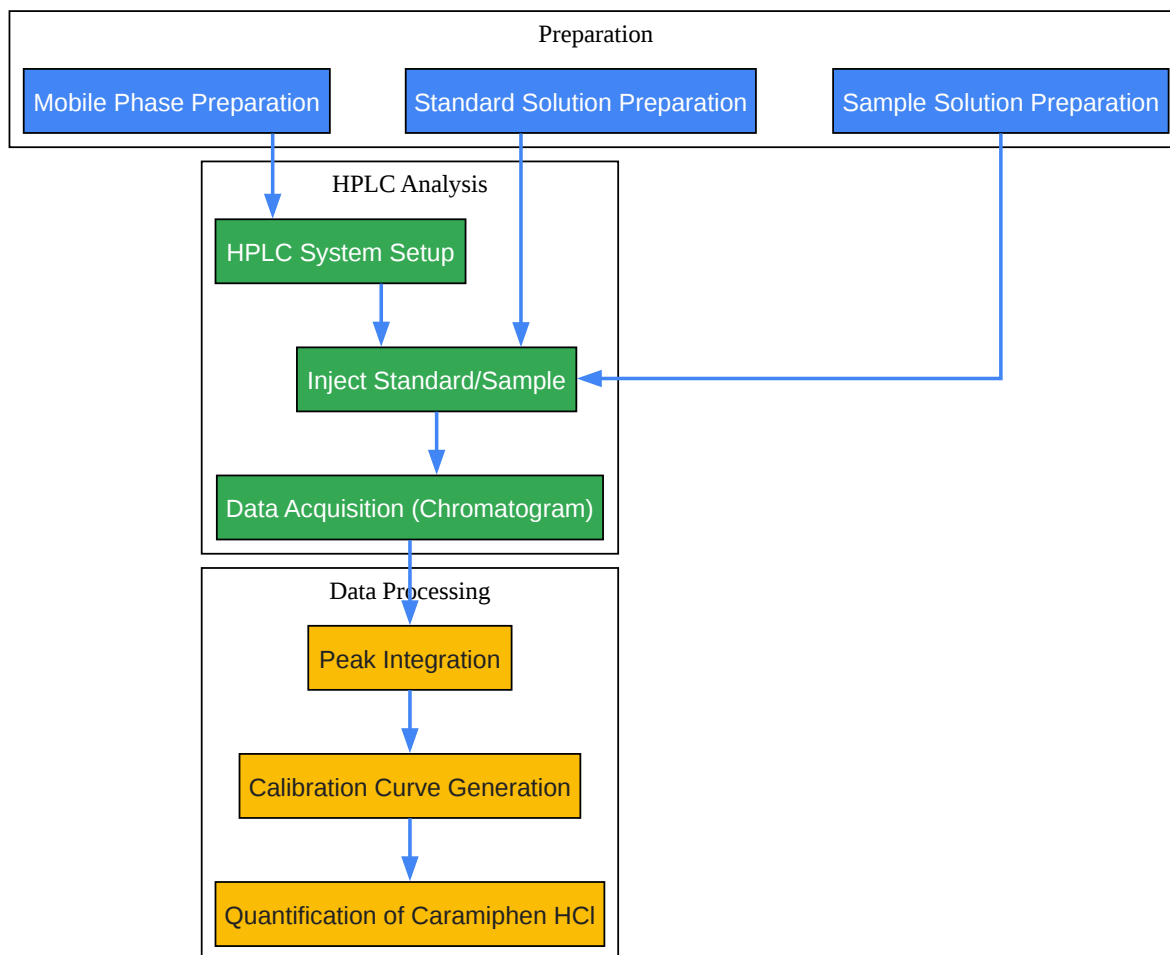 Preparation
Mobile Phase Preparation
Standard Solution Preparation
Sample Solution Preparation
HPLC Analysis
HPLC System Setup
Inject Standard/Sample
Data Acquisition (Chromatogram)
Data Processing
Peak Integration
Calibration Curve Generation
Quantification of Caramiphen HCl